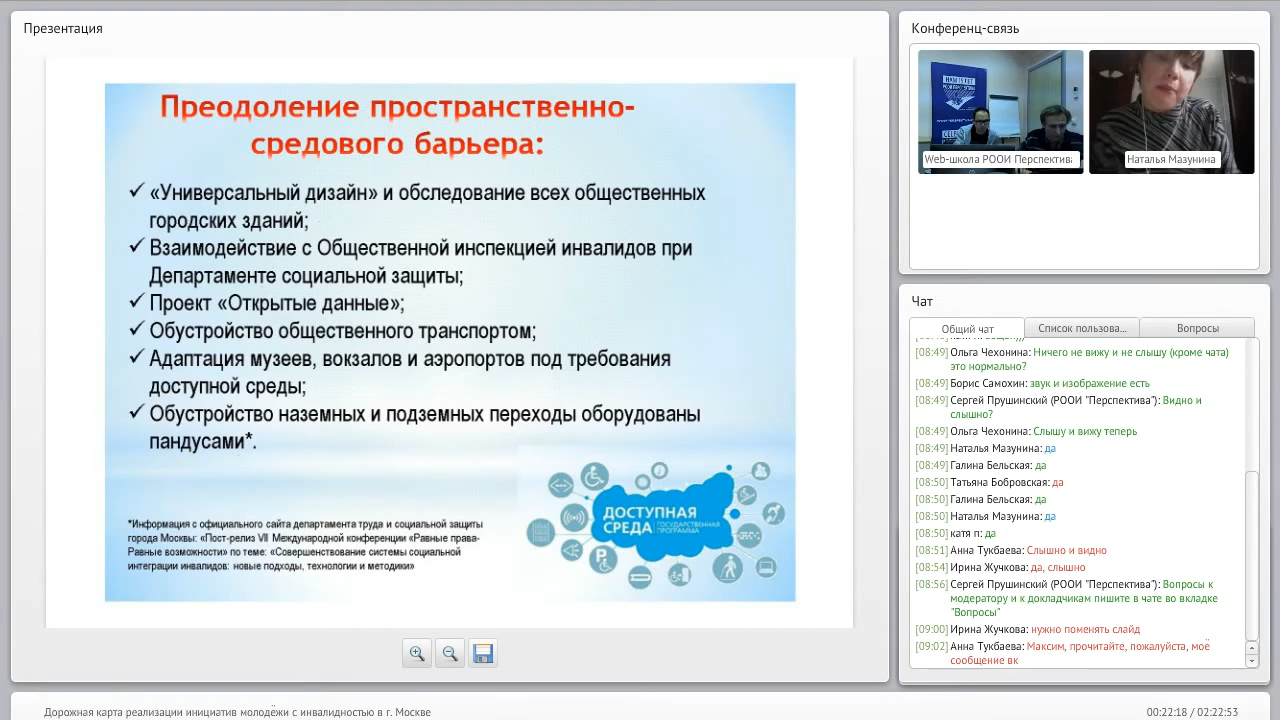 Презентация
Преодоление пространственно-
средового барьера:
«Универсальный дизайн» и обследование всех общественных
городских зданий;
Взаимодействие с Общественной инспекцией инвалидов при
Департаменте социальной защиты;
Проект «Открытые данные»;
Обустройство общественного транспортом;
Адаптация музеев, вокзалов и аэропортов под требования
доступной среды;
Обустройство наземных и подземных переходы оборудованы
пандусами*.
*Информация с официального сайта департамента труда и социальной защиты
города Москвы: «Пост-релиз VII Международной конференции «Равные права-
Равные возможности» по теме: «Совершенствование системы социальной
интеграции инвалидов: новые подходы, технологии и методики»
ДОСТУПНАЯ
СРЕДА
ГОСУДАРСТВЕННАЯ
ПРОГРАММА
Конференц-связь
Web-школа РООИ Перспектива
Наталья Мазунина
Чат
Общий чат
Список пользова...
Вопросы
[08:49] Ольга Чехонина: Ничего не вижу и не слышу (кроме чата)
это нормально?
[08:49] Борис Самохин: звук и изображение есть
[08:49] Сергей Прушинский (РООИ "Перспектива"): Видно и
слышно?
[08:49] Ольга Чехонина: Слышу и вижу теперь
[08:49] Наталья Мазунина: да
[08:49] Галина Бельская: да
[08:50] Татьяна Бобровская: да
[08:50] Галина Бельская: да
[08:50] Наталья Мазунина: да
[08:50] катя п: да
[08:51] Анна Тукбаева: Слышно и видно
[08:54] Ирина Жучкова: да, слышно
[08:56] Сергей Прушинский (РООИ "Перспектива"): Вопросы к
модератору и к докладчикам пишите в чате во вкладке
"Вопросы"
[09:00] Ирина Жучкова: нужно поменять слайд
[09:02] Анна Тукбаева: Максим, прочитайте, пожалуйста, моё
сообщение вк
Дорожная карта реализации инициатив молодёжи с инвалидностью в г. Москве
00:22:18 / 02:22:53